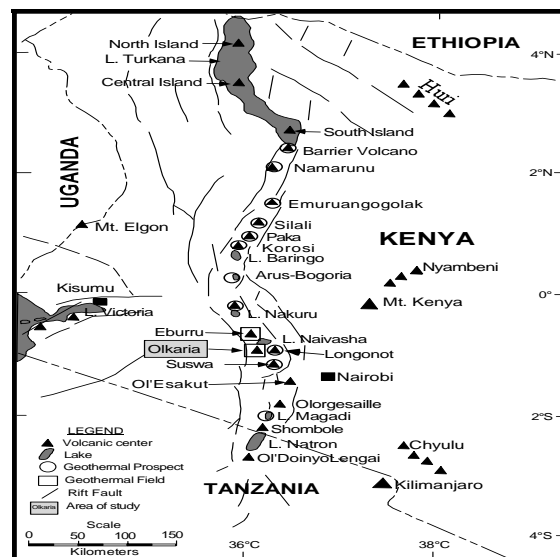 ETHIOPIA
North Island
L. Turkana
Central Island
Huri
South Island
Barrier Volcano
Namarunu
UGANDA
Emuruangogolak
Silali
Paka
Korosi
Mt. Elgon
L. Baringo
KENYA
Nyambeni
Arus-Bogoria
Kisumu
Mt. Kenya
L. Victoria
L. Nakuru
Eburru
L. Naivasha
Olkaria
Longonot
Suswa
Nairobi
Ol'Esakut
Olorgesaille
L. Magadi
Shombole
L. Natron
Chyulu
Ol'DoinyoLengai
TANZANIA
Kilimanjaro
4°N
2°N
0°
2°S
4°S
36°C
38°C
LEGEND
Volcanic center
Lake
Geothermal Prospect
Geothermal Field
Rift Fault
Olkaria Area of study
Scale
0 50 100 150
Kilometers